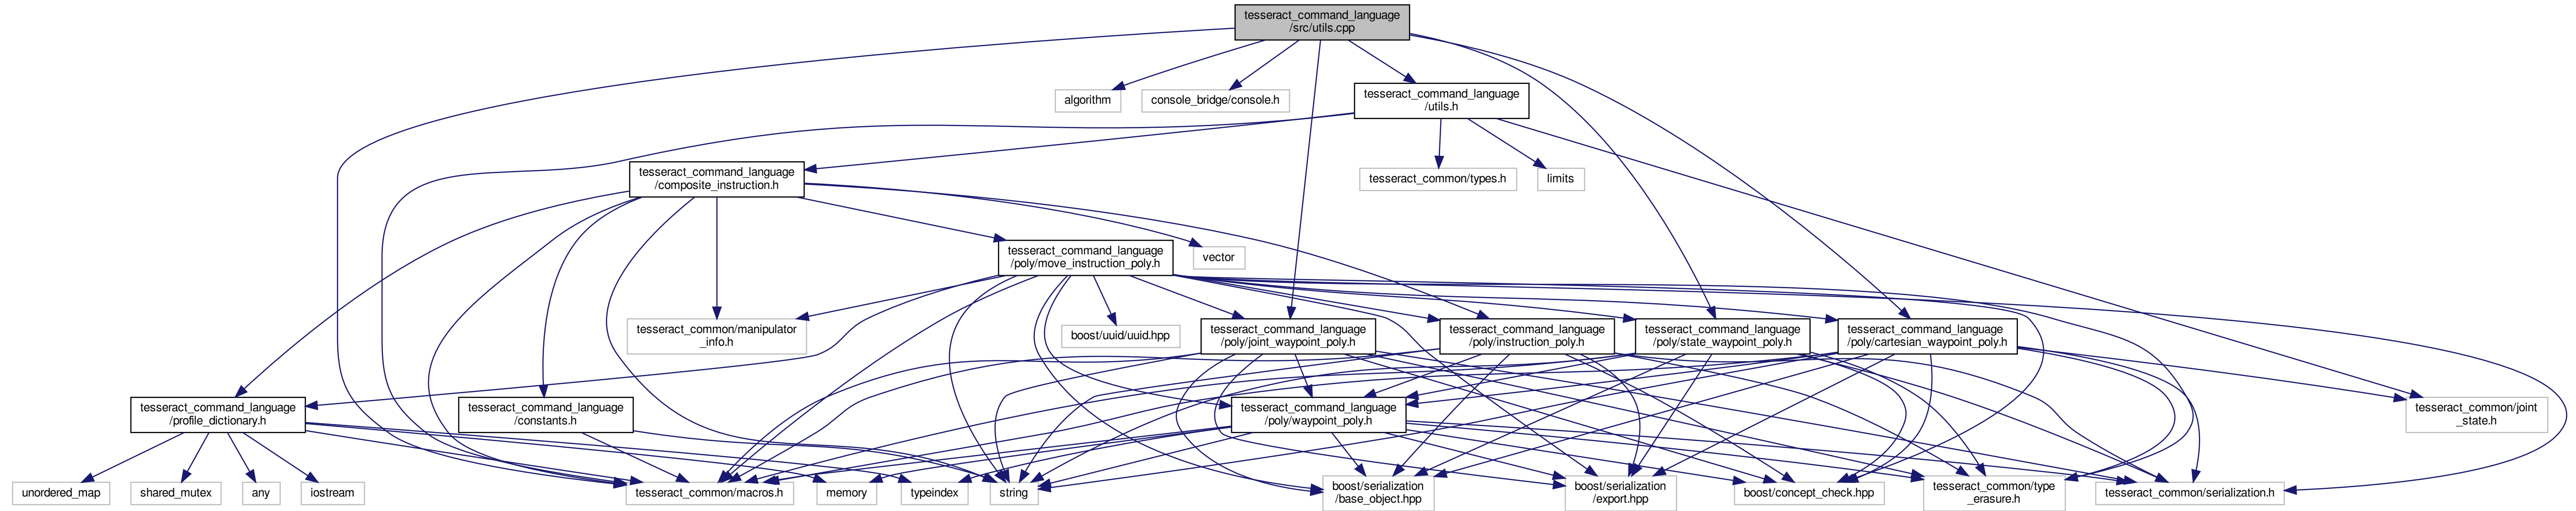 tesseract_command_language
/src/utils.cpp
algorithm
console_bridge/console.h
tesseract_command_language
/utils.h
tesseract_command_language
/composite_instruction.h
tesseract_common/types.h
limits
tesseract_command_language
/poly/move_instruction_poly.h
vector
tesseract_common/manipulator
_info.h
boost/uuid/uuid.hpp
tesseract_command_language
/poly/joint_waypoint_poly.h
tesseract_command_language
/poly/instruction_poly.h
tesseract_command_language
/poly/state_waypoint_poly.h
tesseract_command_language
/poly/cartesian_waypoint_poly.h
tesseract_command_language
/profile_dictionary.h
tesseract_command_language
/constants.h
tesseract_command_language
/poly/waypoint_poly.h
tesseract_common/joint
_state.h
unordered_map
shared_mutex
any
iostream
tesseract_common/macros.h
memory
typeindex
string
boost/serialization
/base_object.hpp
boost/serialization
/export.hpp
boost/concept_check.hpp
tesseract_common/type
_erasure.h
tesseract_common/serialization.h